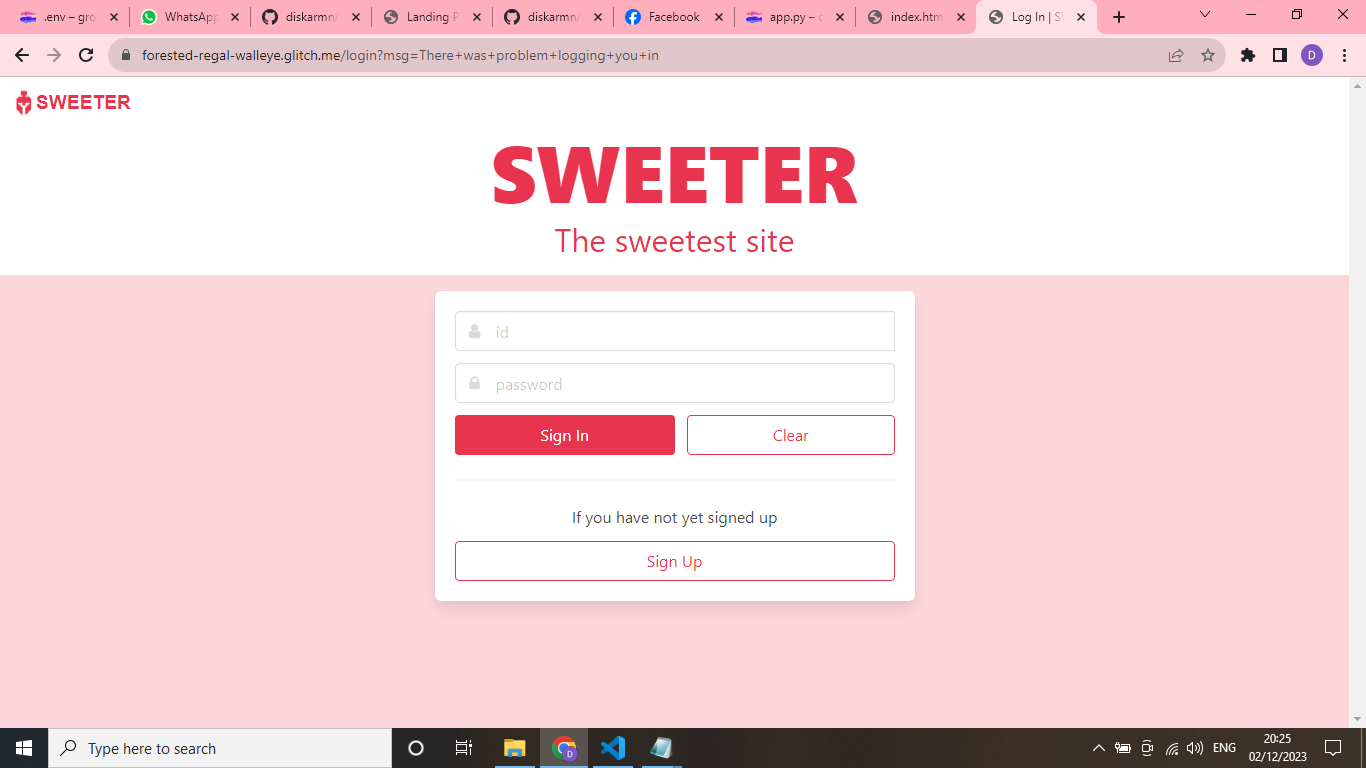 .env – gro
WhatsApp
diskarmn/
Landing P
diskarmn/
Facebook
app.py – c
index.htm
Log In | S
forested-regal-walleye.glitch.me/login?msg=There+was+problem+logging+you+in
D
SWEETER
SWEETER
The sweetest site
id
password
Sign In
Clear
If you have not yet signed up
Sign Up
Type here to search
D
ENG
20:25
02/12/2023